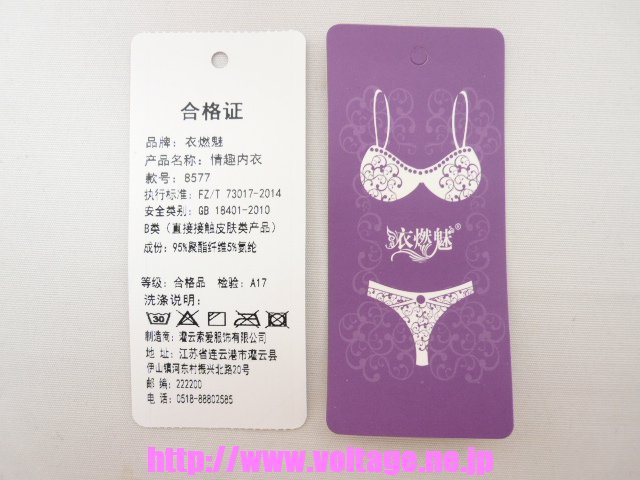 合格证
品牌：衣燃魅
产品名称：情趣内衣
款号：8577
执行标准：FZ/T 73017-2014
安全类别：GB 18401-2010
B类（直接接触皮肤类产品）
成份：95%聚酯纤维5%氨纶
等级：合格品 检验：A17
洗涤说明：
30
制造商：灌云索爱服饰有限公司
地 址：江苏省连云港市灌云县
伊山镇河东村振兴北路20号
邮 编：222200
电 话：0518-88802585
衣燃魅®
http://www.voltage.ne.jp